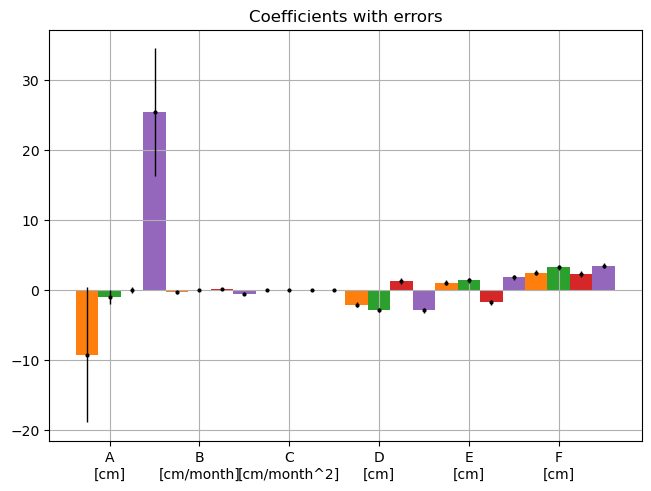 Coefficients with errors
30
20
10
0
−10
−20
A B C D E F
[cm] [cm/month] [cm/month^2] [cm] [cm] [cm]